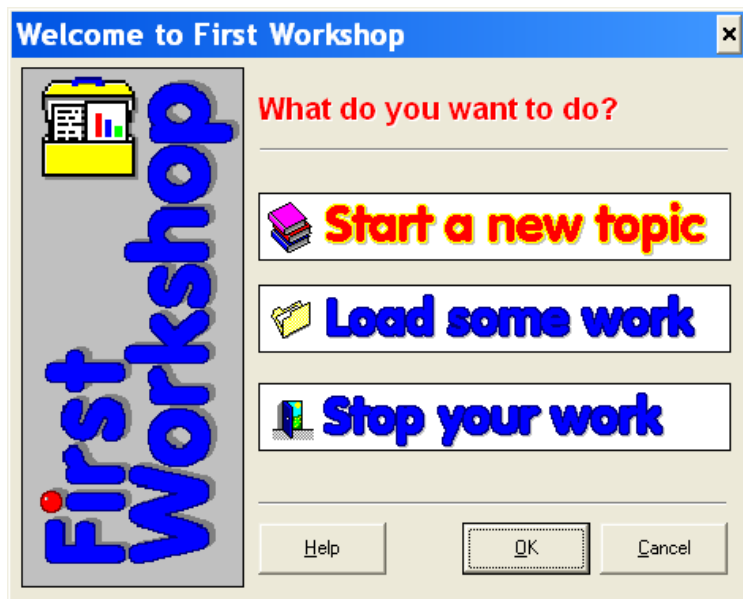 Welcome to First Workshop
First
Workshop
What do you want to do?
Start a new topic
Load some work
Stop your work
Help
OK
Cancel